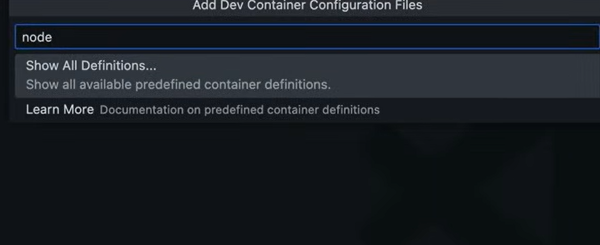 Add Dev Container Configuration Files
node
Show All Definitions...
Show all available predefined container definitions.
Learn More Documentation on predefined container definitions